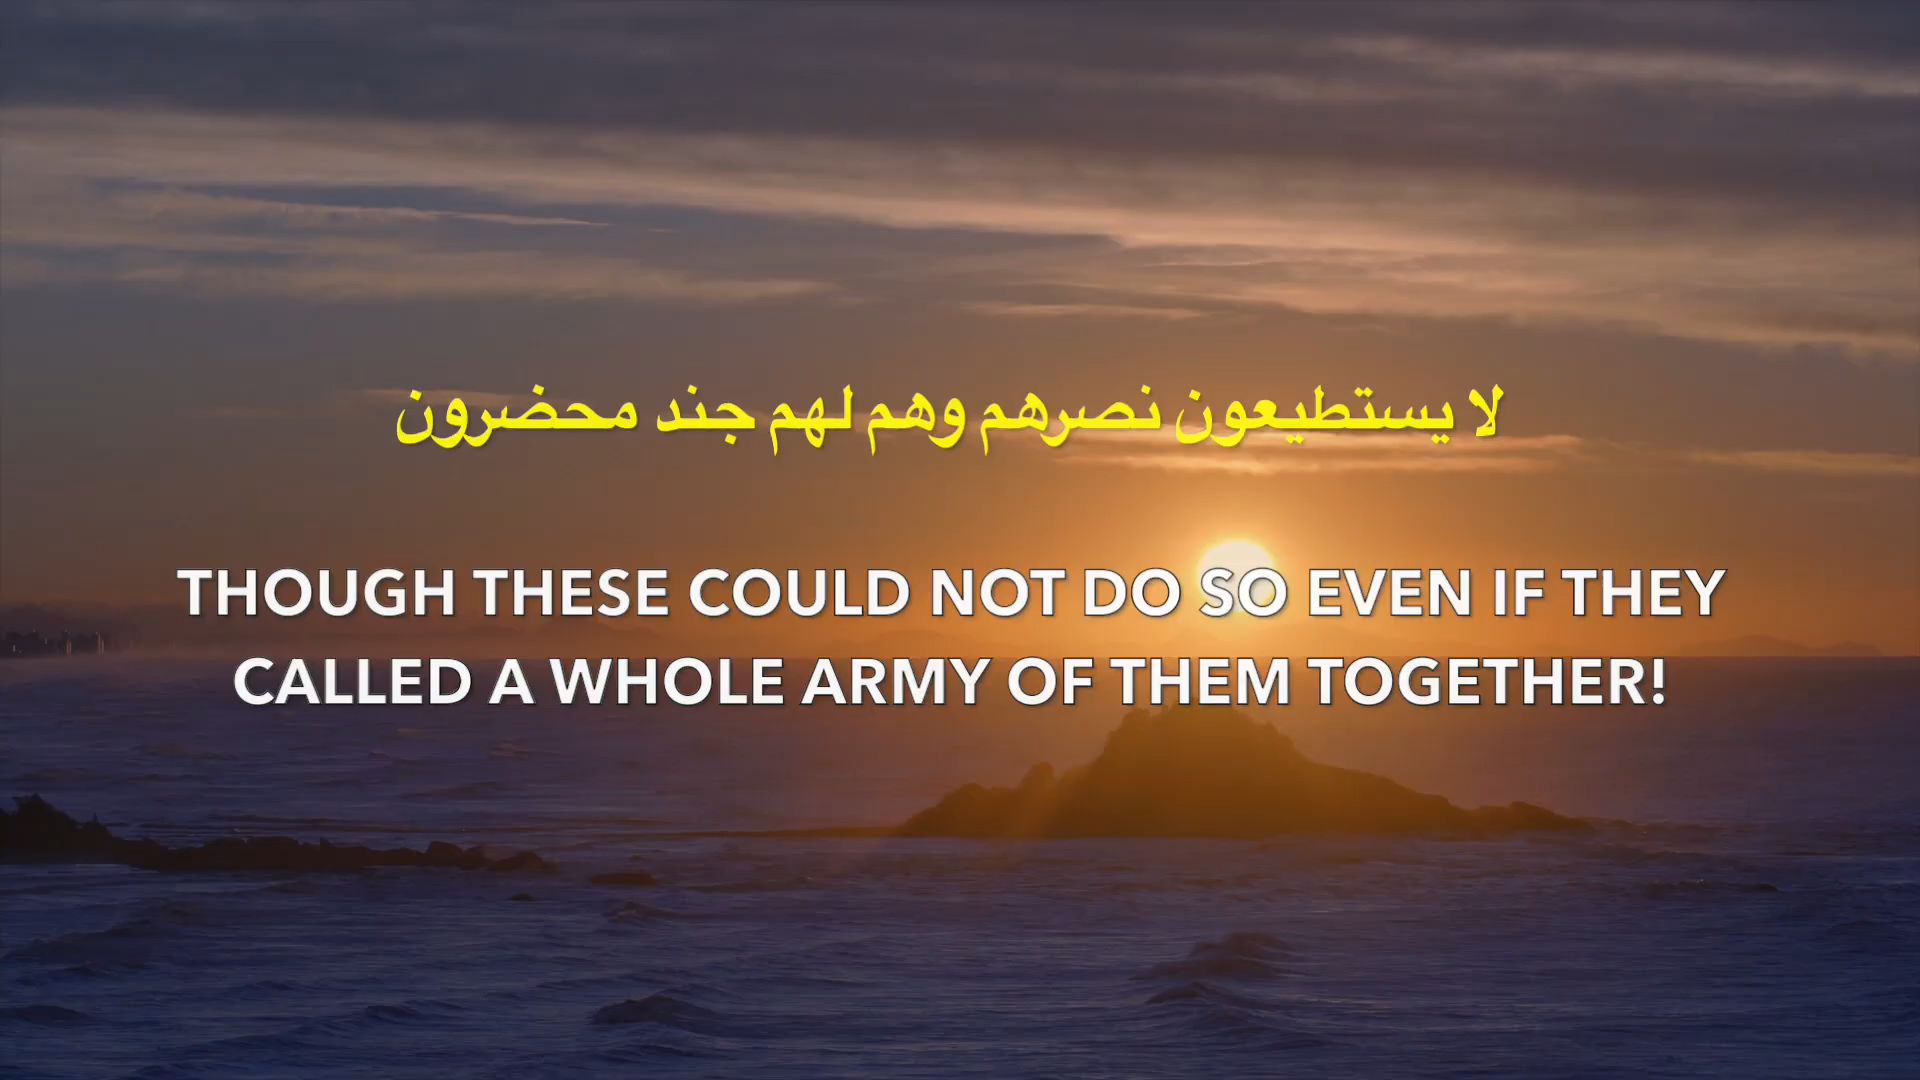 لا يستطيعون نصرهم وهم لهم جند محضرون
THOUGH THESE COULD NOT DO SO EVEN IF THEY
CALLED A WHOLE ARMY OF THEM TOGETHER!